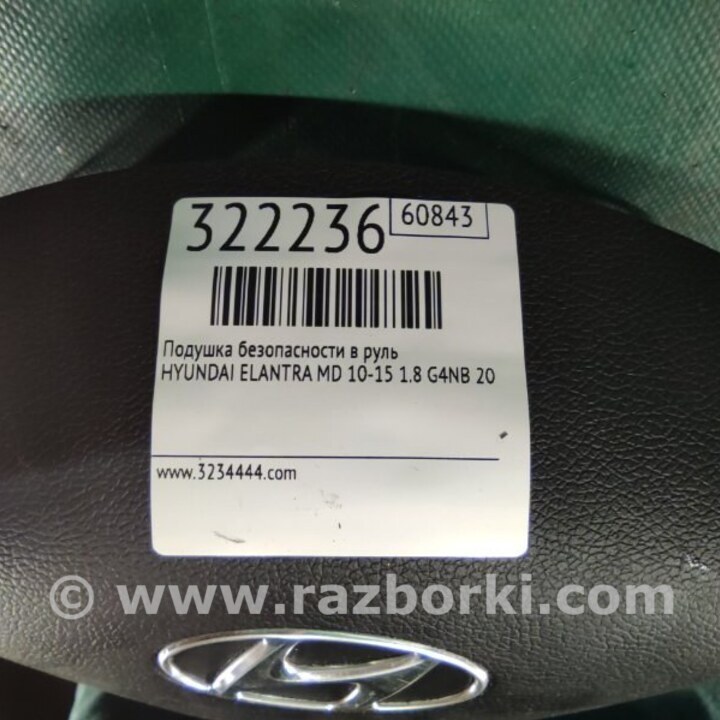 322236
60843
Подушка безопасности в руль
HYUNDAI ELANTRA MD 10-15 1.8 G4NB 20
www.3234444.com
© www.razborki.com